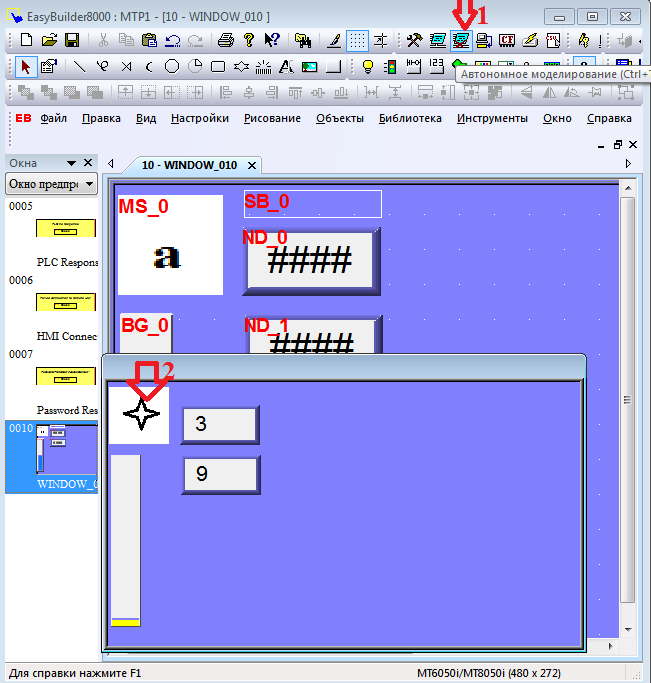 EasyBuilder8000 : MTP1 - [10 - WINDOW_010 ]
1
Автономное моделирование (Ctrl+T
EB Файл Правка Вид Настройки Рисование Объекты Библиотека Инструменты Окно Справка
Окна
10 - WINDOW_010
Окно предпр
0005
PLC Respons
0006
HMI Connec
0007
Password Res
0010
WINDOW_0
MS_0
a
SB_0
ND_0
####
BG_0
ND_1
####
2
3
9
Для справки нажмите F1
MT6050i/MT8050i (480 x 272)